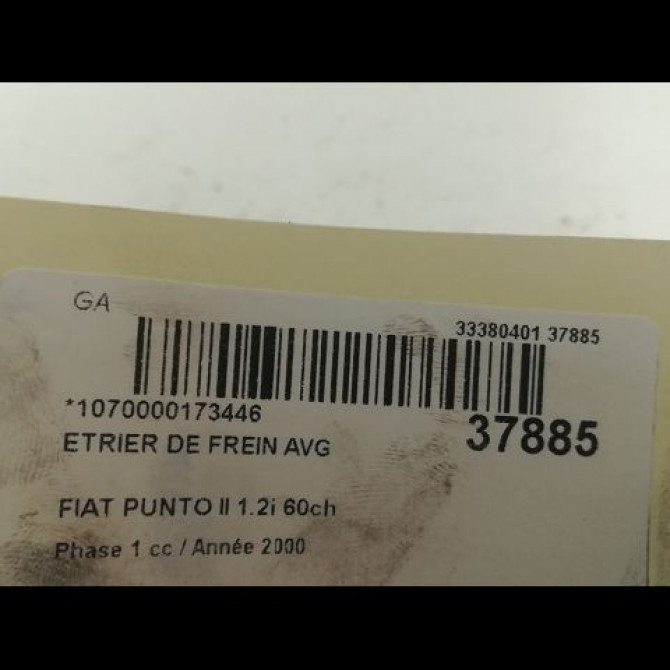 GA
33380401 37885
*1070000173446
37885
ETRIER DE FREIN AVG
FIAT PUNTO II 1.2i 60ch
Phase 1 cc / Année 2000